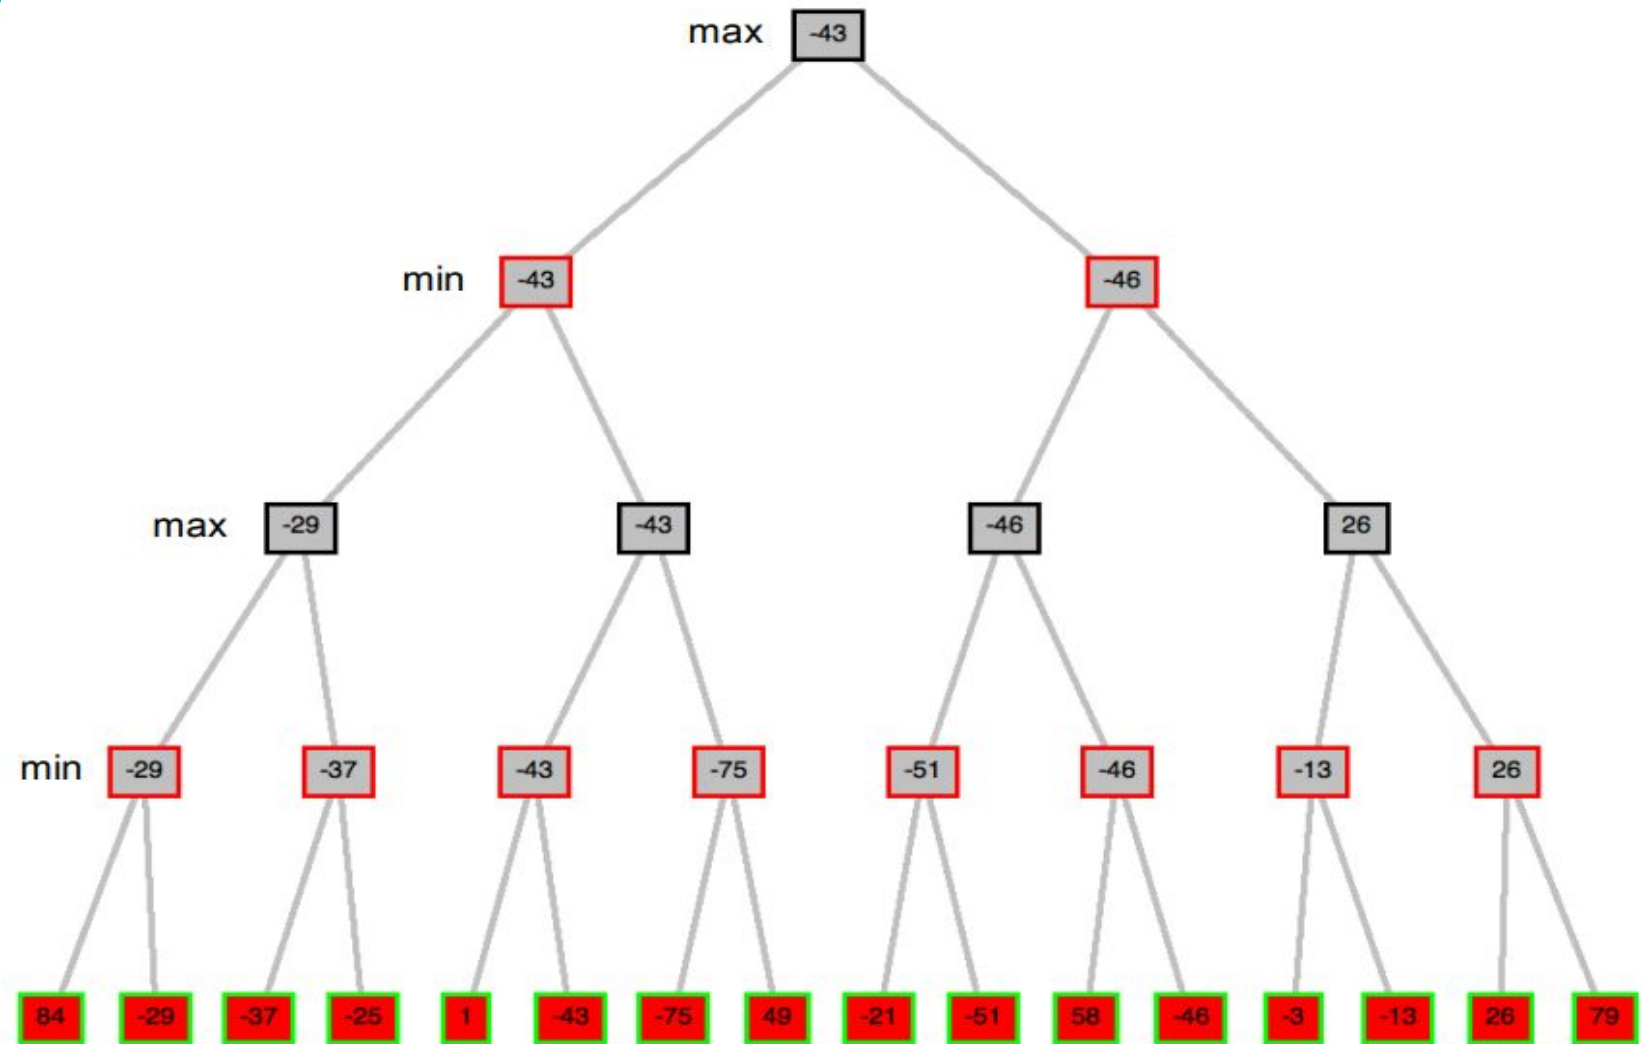 max -43
min -43 -46
max -29 -43 -46 26
min -29 -37 -43 -75 -51 -46 -13 26
84 -29 -37 -25 1 -43 -75 49 -21 -51 58 -46 -3 -13 26 79